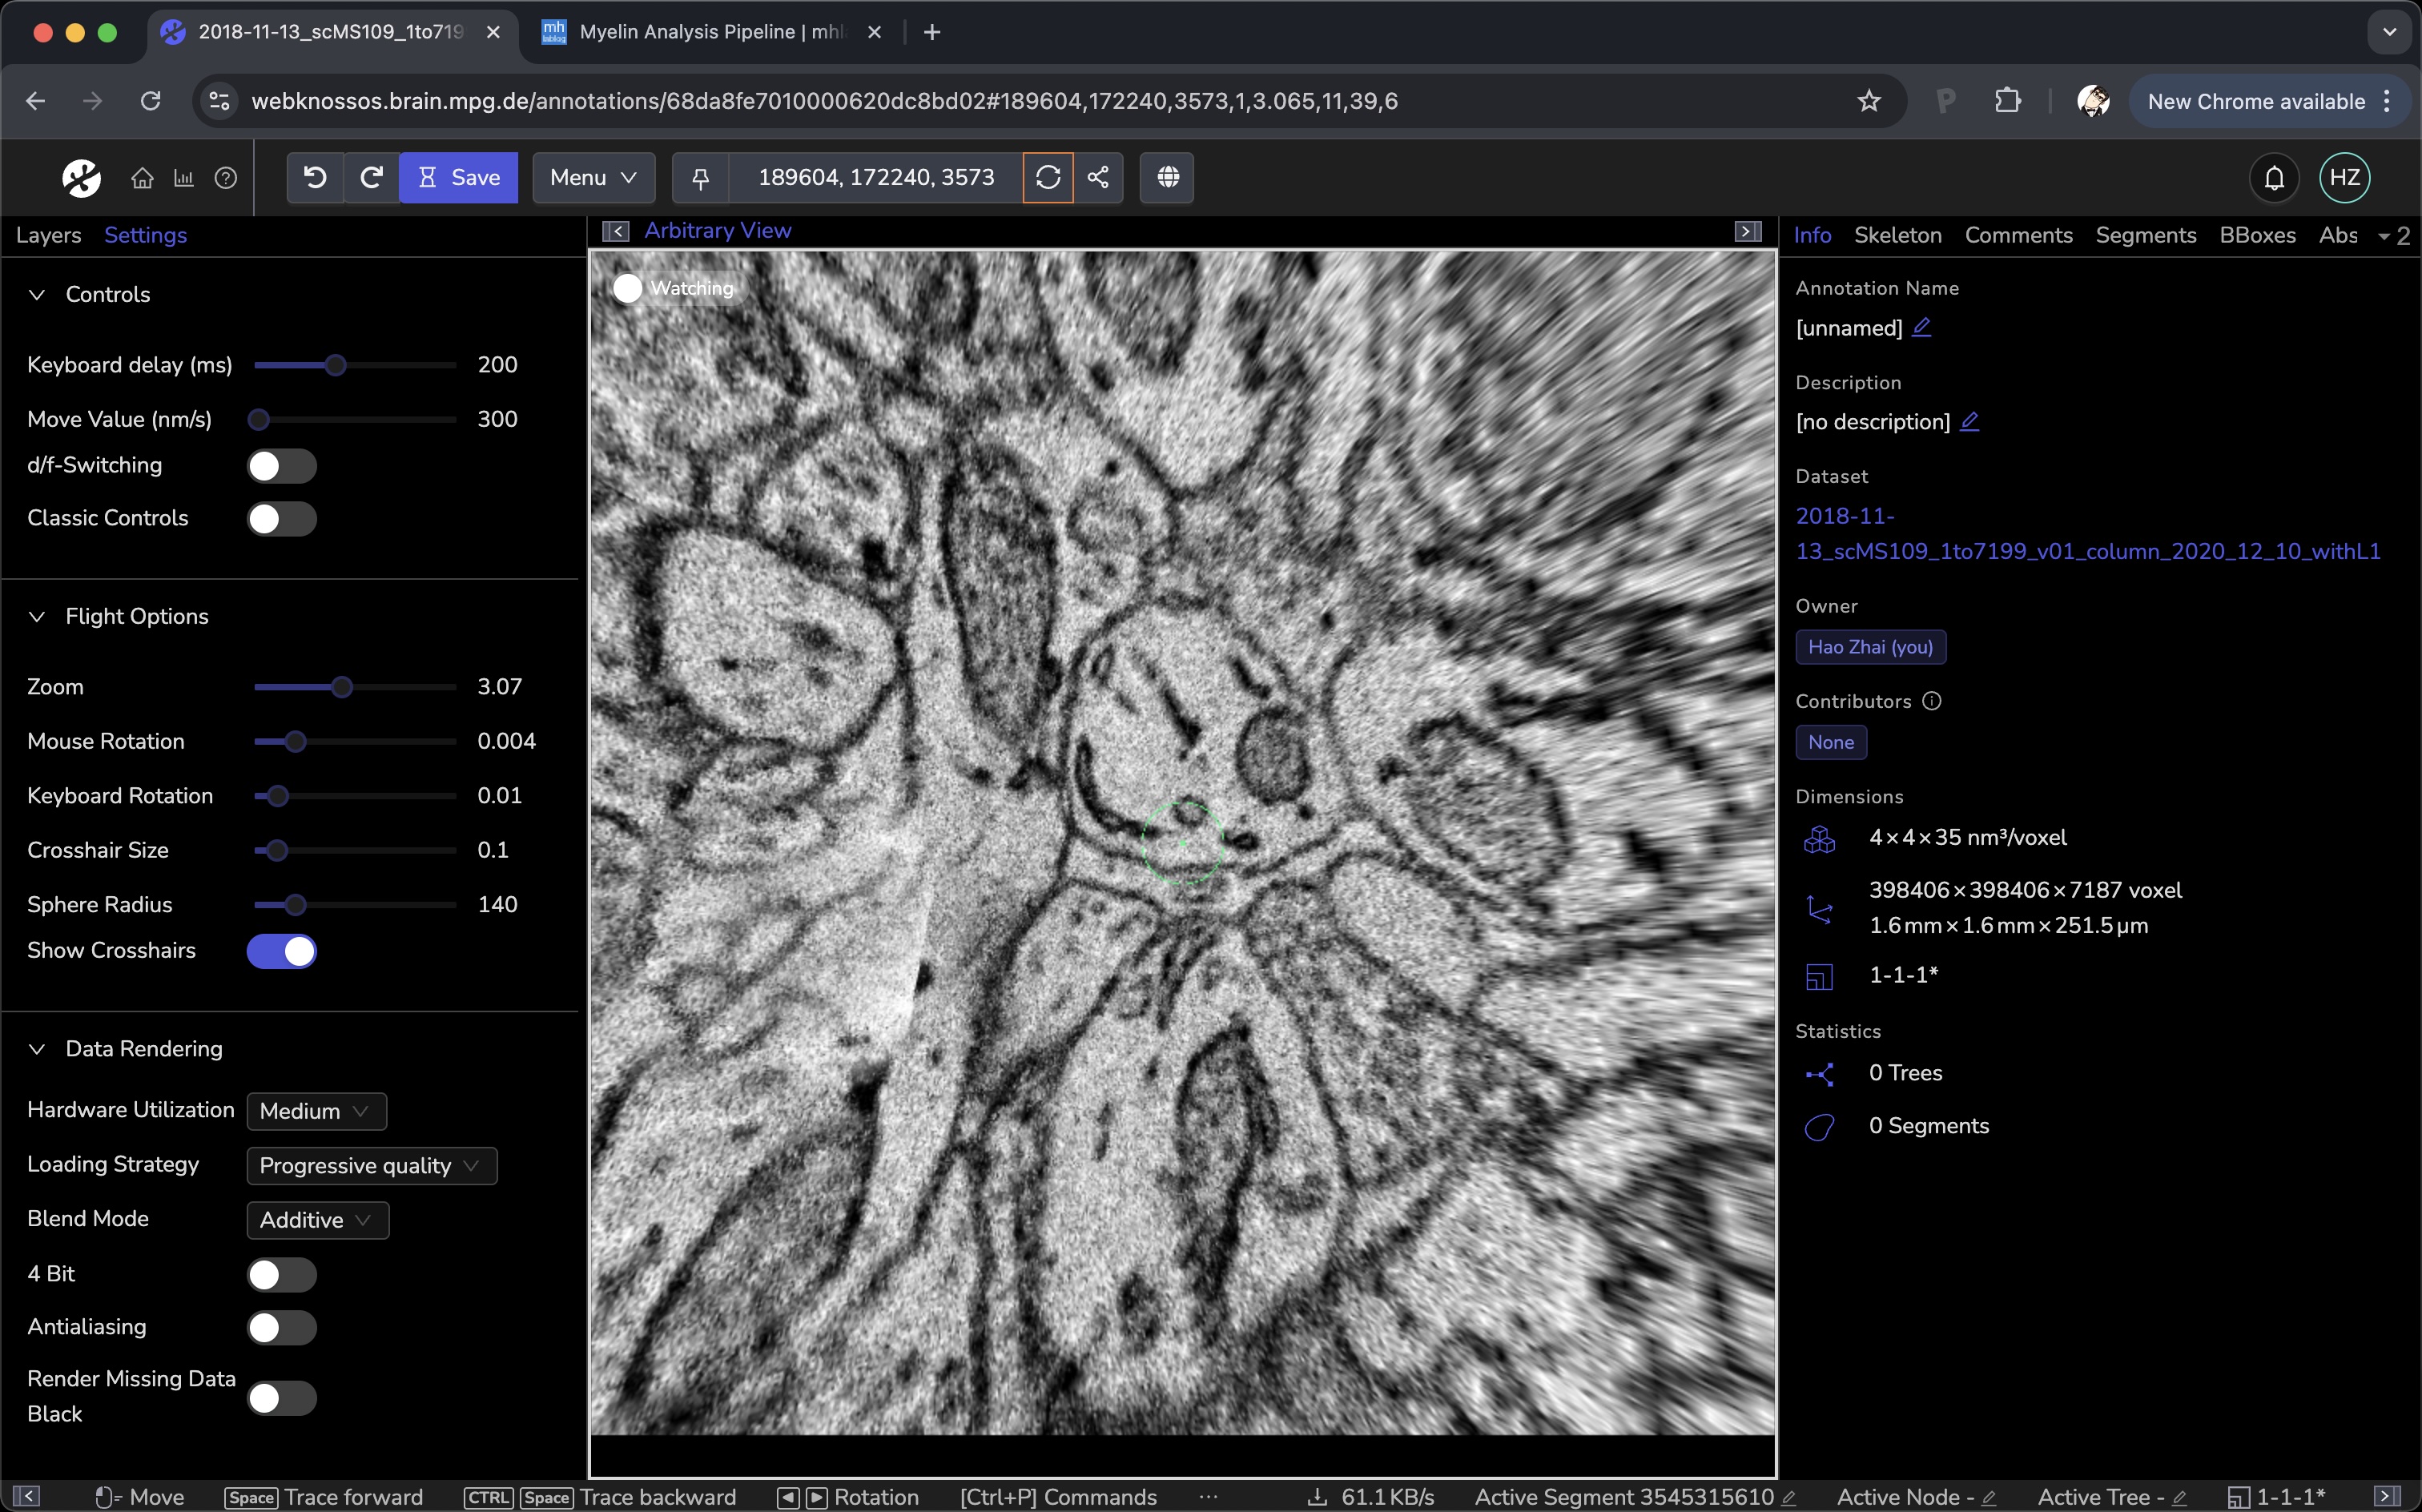 2018-11-13_scMS109_1to719
Myelin Analysis Pipeline | mhl
webknossos.brain.mpg.de/annotations/68da8fe7010000620dc8bd02#189604,172240,3573,1,3.065,11,39,6
New Chrome available
Save
Menu
189604, 172240, 3573
HZ
Layers Settings
Arbitrary View
Info Skeleton Comments Segments BBoxes Abs 2
Controls
Keyboard delay (ms) 200
Move Value (nm/s) 300
d/f-Switching
Classic Controls
Flight Options
Zoom 3.07
Mouse Rotation 0.004
Keyboard Rotation 0.01
Crosshair Size 0.1
Sphere Radius 140
Show Crosshairs
Data Rendering
Hardware Utilization Medium
Loading Strategy Progressive quality
Blend Mode Additive
4 Bit
Antialiasing
Render Missing Data
Black
Watching
Annotation Name
[unnamed]
Description
[no description]
Dataset
2018-11-
13_scMS109_1to7199_v01_column_2020_12_10_withL1
Owner
Hao Zhai (you)
Contributors
None
Dimensions
4×4×35 nm³/voxel
398406×398406×7187 voxel
1.6 mm×1.6 mm×251.5 µm
1-1-1*
Statistics
0 Trees
0 Segments
Move Space Trace forward CTRL Space Trace backward Rotation [Ctrl+P] Commands ··· 61.1 KB/s Active Segment 3545315610 Active Node - Active Tree - 1-1-1*